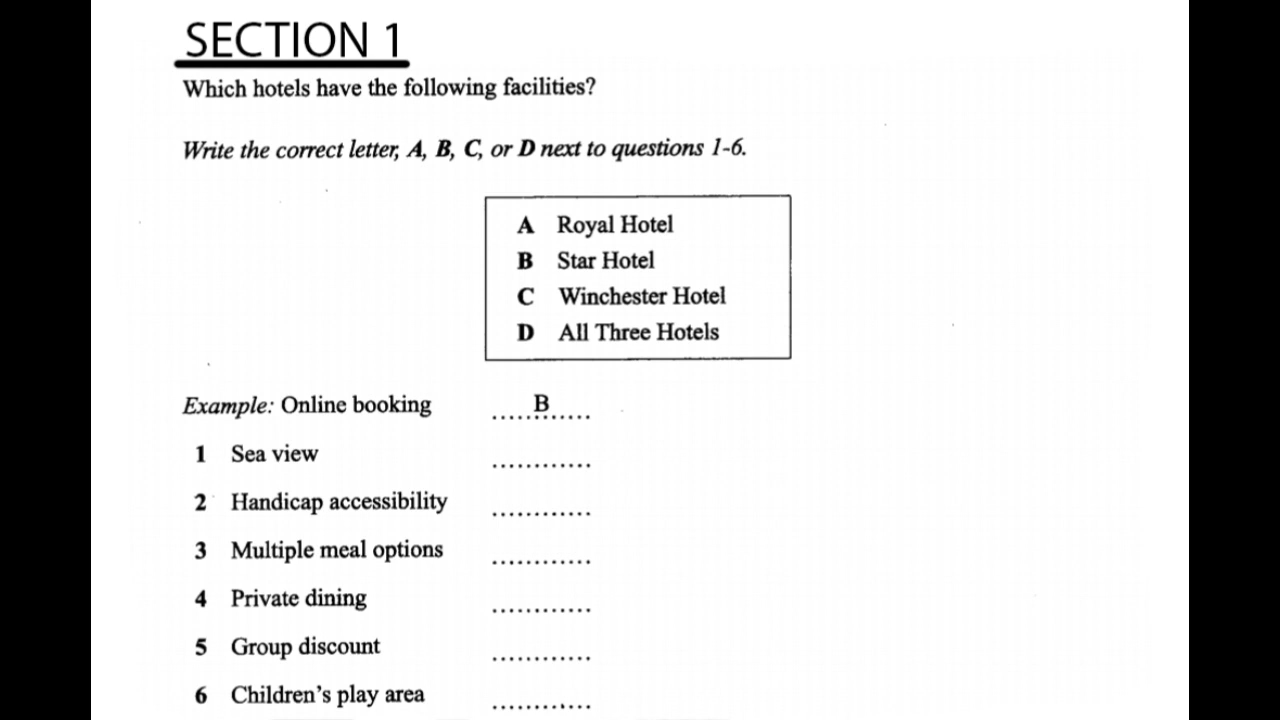 SECTION 1
Which hotels have the following facilities?
Write the correct letter, A, B, C, or D next to questions 1-6.
A Royal Hotel
B Star Hotel
C Winchester Hotel
D All Three Hotels
Example: Online booking .....B......
1 Sea view ............
2 Handicap accessibility ............
3 Multiple meal options ............
4 Private dining ............
5 Group discount ............
6 Children's play area ............